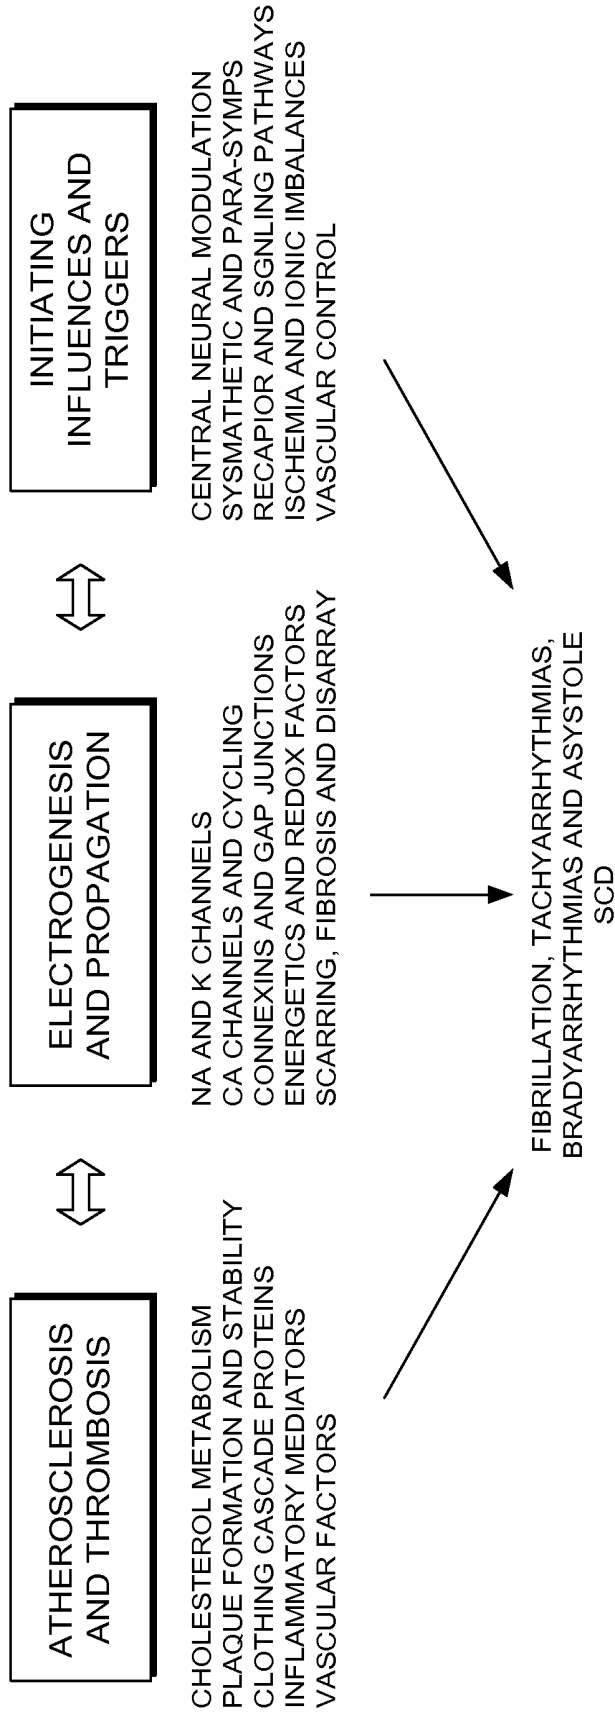 ATHEROSCLEROSIS
AND THROMBOSIS
CHOLESTEROL METABOLISM
PLAQUE FORMATION AND STABILITY
CLOTHING CASCADE PROTEINS
INFLAMMATORY MEDIATORS
VASCULAR FACTORS
ELECTROGENESIS
AND PROPAGATION
NA AND K CHANNELS
CA CHANNELS AND CYCLING
CONNEXINS AND GAP JUNCTIONS
ENERGETICS AND REDOX FACTORS
SCARRING, FIBROSIS AND DISARRAY
INITIATING
INFLUENCES AND
TRIGGERS
CENTRAL NEURAL MODULATION
SYSMATHETIC AND PARA-SYMPS
RECAPIOR AND SGNLING PATHWAYS
ISCHEMIA AND IONIC IMBALANCES
VASCULAR CONTROL
FIBRILLATION, TACHYARRHYTHMIAS,
BRADYARRHYTHMIAS AND ASYSTOLE
SCD